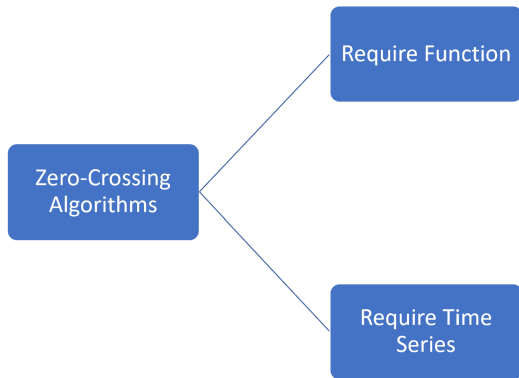 Require Function
Zero-Crossing
Algorithms
Require Time
Series